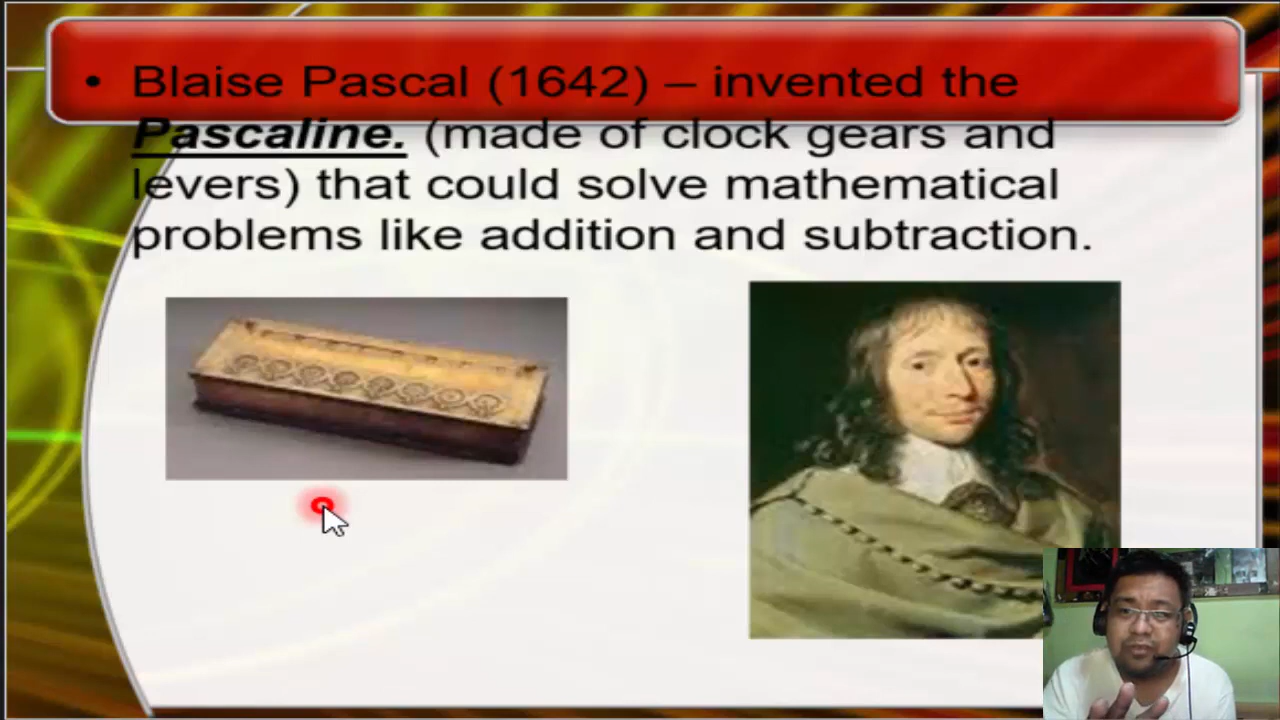 • Blaise Pascal (1642) – invented the
Pascaline. (made of clock gears and
levers) that could solve mathematical
problems like addition and subtraction.